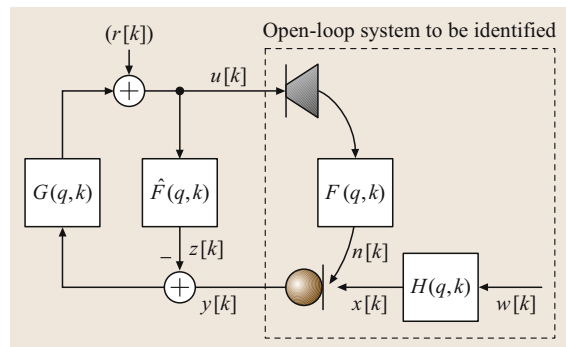 Open-loop system to be identified
(r[k])
u[k]
G(q,k)
F̂(q,k)
F(q,k)
z[k]
n[k]
H(q,k)
y[k]
x[k]
w[k]
+
+
−